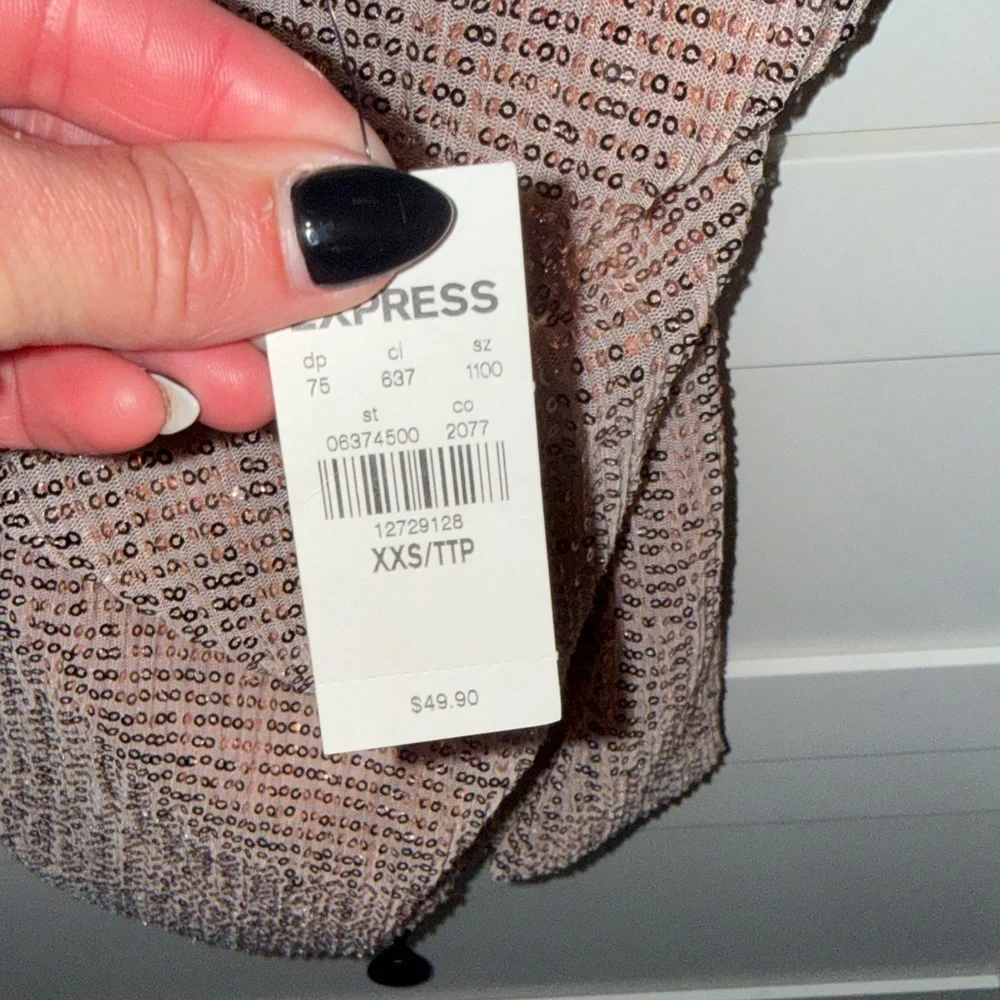 EXPRESS
dp cl sz
75 637 1100
st co
06374500 2077
12729128
XXS/TTP
$49.90